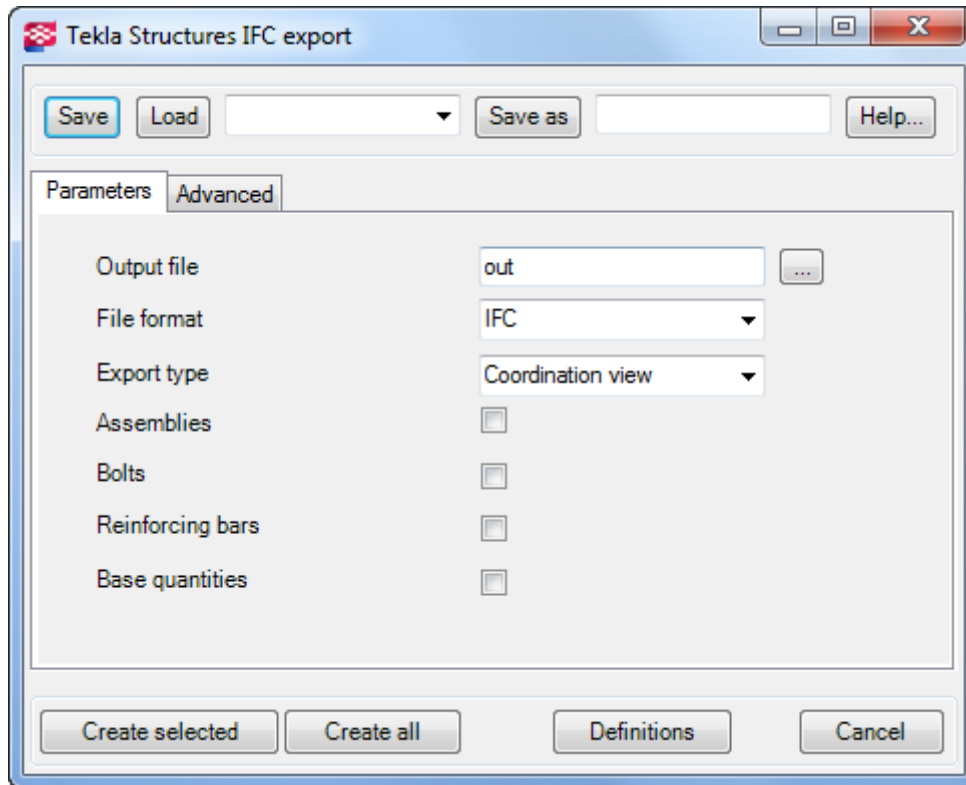 Tekla Structures IFC export
Save Load Save as Help...
Parameters Advanced
Output file out ...
File format IFC
Export type Coordination view
Assemblies
Bolts
Reinforcing bars
Base quantities
Create selected Create all Definitions Cancel